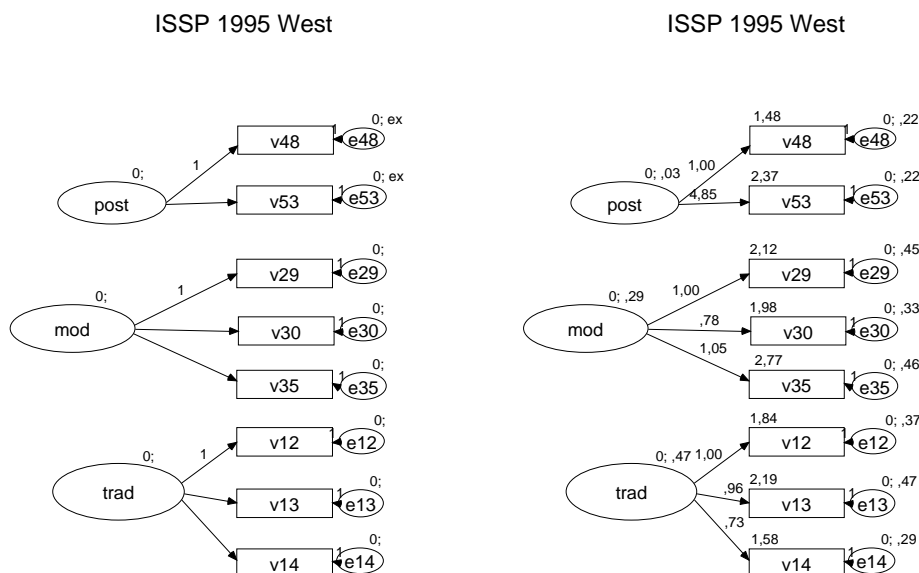 ISSP 1995 West
0; ex
1
v48
e48
1
0;
0; ex
post
1
v53
e53
0;
1
v29
e29
0;
1
0;
mod
1
v30
e30
0;
1
v35
e35
0;
1
v12
e12
0;
1
0;
trad
1
v13
e13
0;
1
v14
e14
ISSP 1995 West
1,48
0; ,22
1
v48
e48
1,00
0; ,03
2,37
0; ,22
post
4,85
1
v53
e53
2,12
0; ,45
1
v29
e29
0; ,29
1,00
1,98
0; ,33
mod
,78
1
v30
e30
1,05
2,77
0; ,46
1
v35
e35
1,84
0; ,37
1
v12
e12
0; ,47
1,00
2,19
0; ,47
trad
,96
1
v13
e13
,73
1,58
0; ,29
1
v14
e14